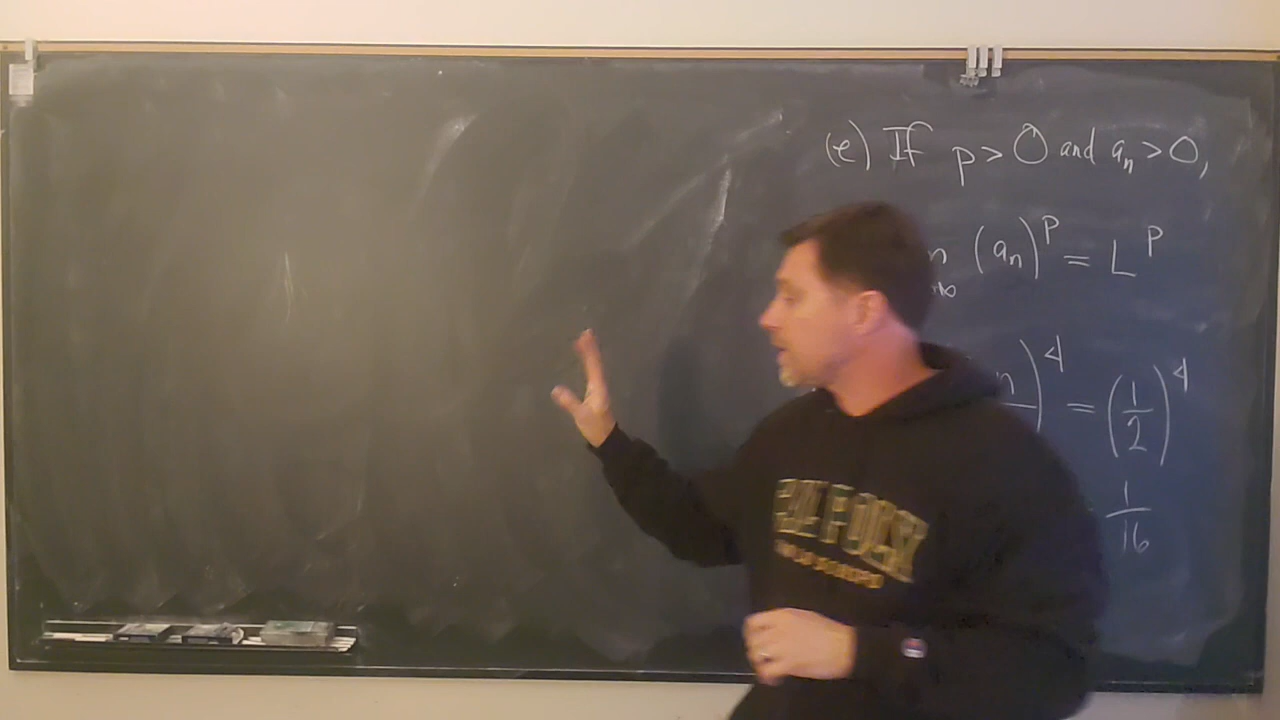 (e) If p > 0 and aₙ > 0,
(aₙ)^p = L^p
n )^4 = (1/2)^4
1/16